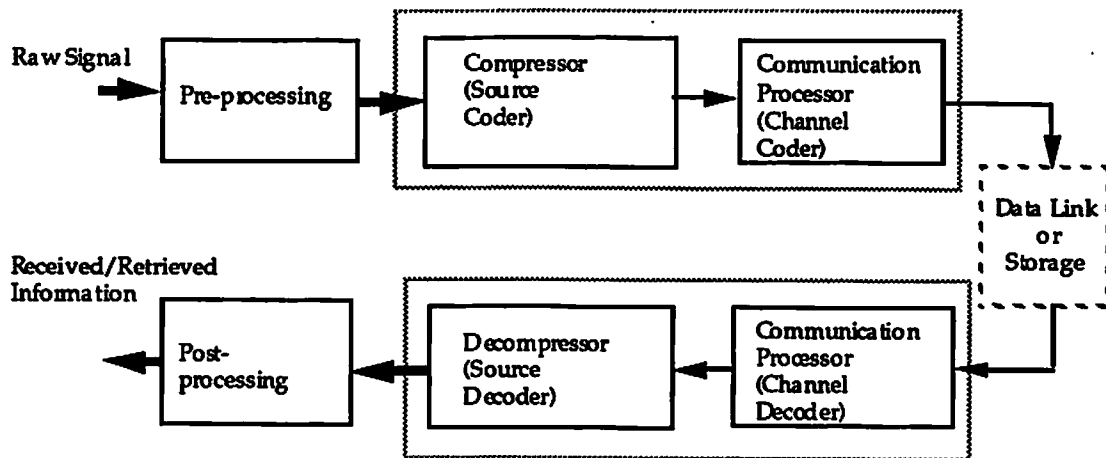 Raw Signal
Pre-processing
Compressor
(Source
Coder)
Communication
Processor
(Channel
Coder)
Data Link
or
Storage
Received/Retrieved
Information
Post-
processing
Decompressor
(Source
Decoder)
Communication
Processor
(Channel
Decoder)